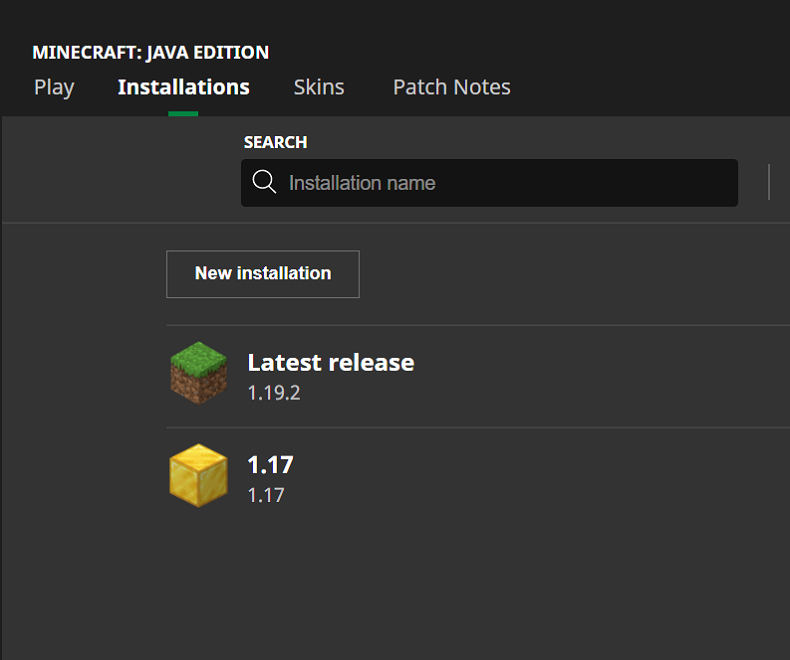 MINECRAFT: JAVA EDITION
Play Installations Skins Patch Notes
SEARCH
Installation name
New installation
Latest release
1.19.2
1.17
1.17